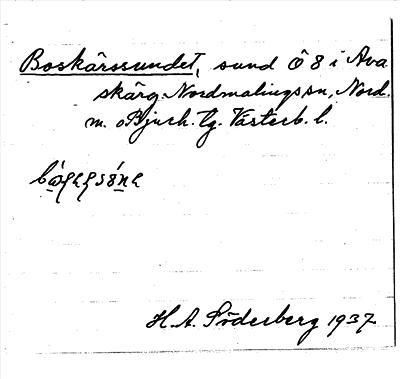 Boskärssundet, sund Ö 8 i Ava
skärg. Nordmalings sn, Nord.
m. o Bjurh. tg. Västerb. l.
H. A. Söderberg 1937